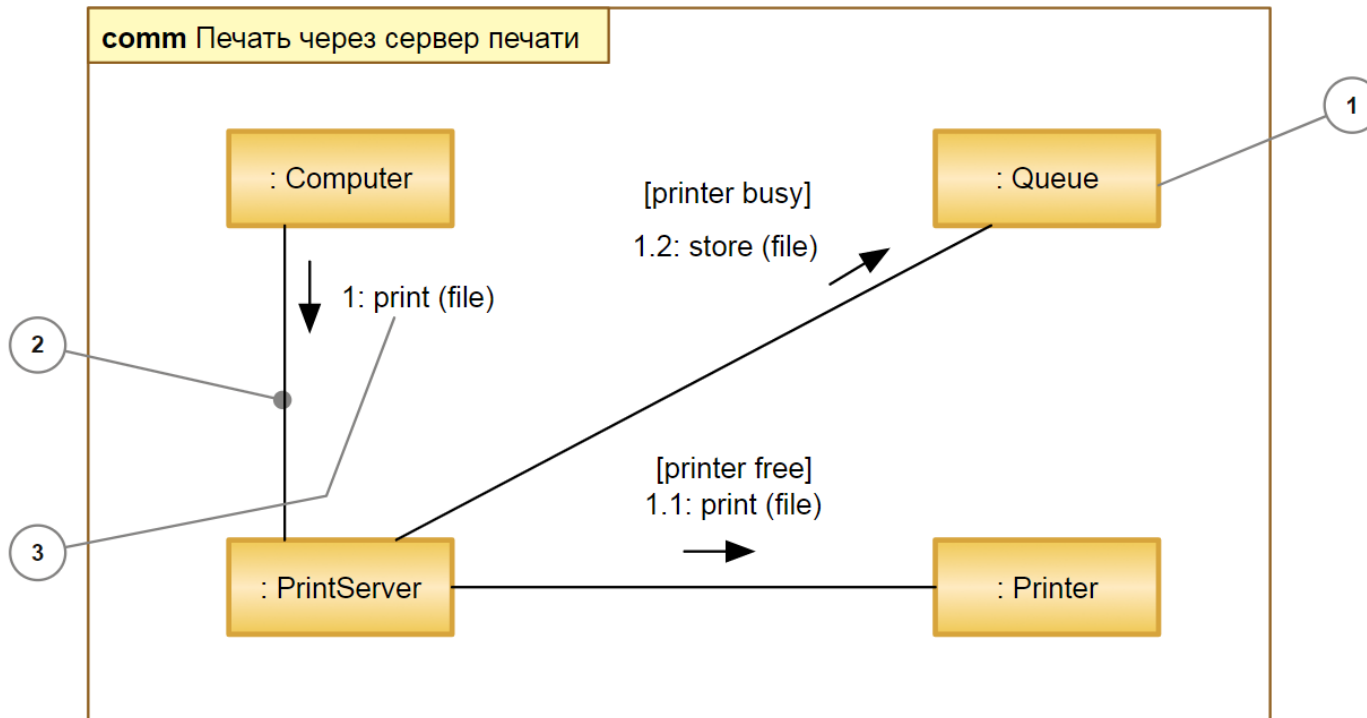 comm Печать через сервер печати
1
: Computer
: Queue
[printer busy]
1.2: store (file)
1: print (file)
2
[printer free]
1.1: print (file)
3
: PrintServer
: Printer